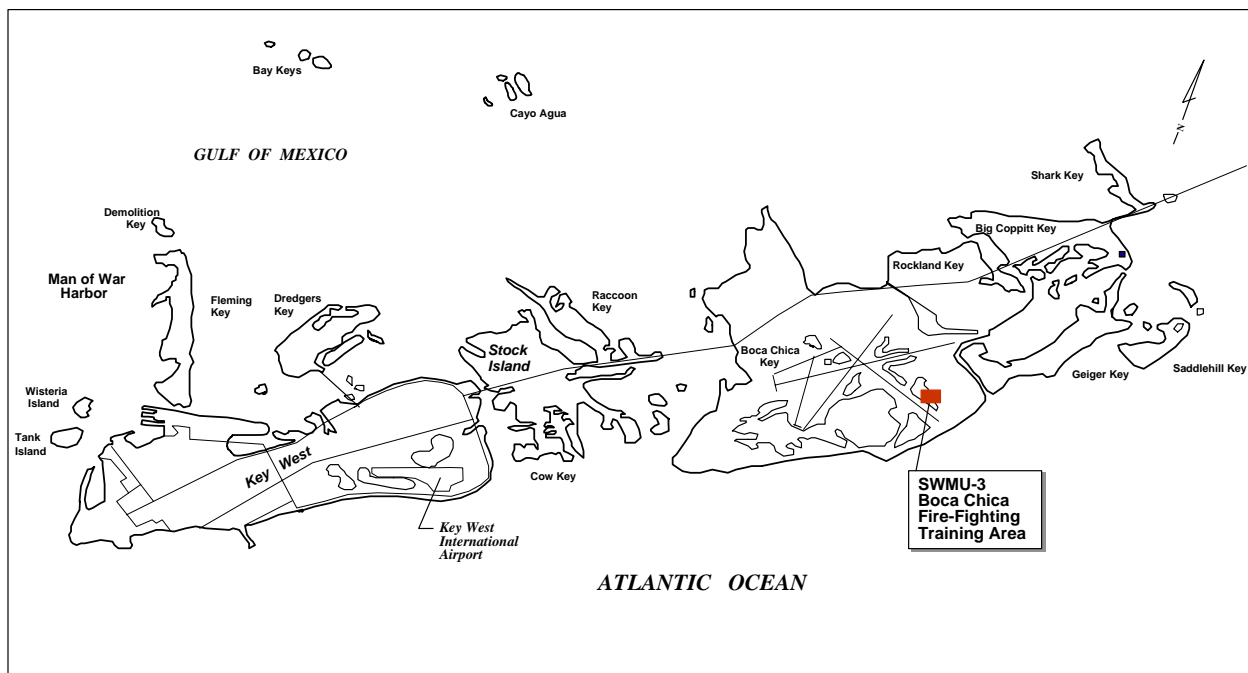 Bay Keys
Cayo Agua
GULF OF MEXICO
N
Shark Key
Demolition
Key
Big Coppitt Key
Man of War
Harbor
Rockland Key
Fleming
Key
Dredgers
Key
Raccoon
Key
Stock
Island
Boca Chica
Key
Geiger Key
Saddlehill Key
Wisteria
Island
Tank
Island
Key West
Cow Key
SWMU-3
Boca Chica
Fire-Fighting
Training Area
Key West
International
Airport
ATLANTIC OCEAN